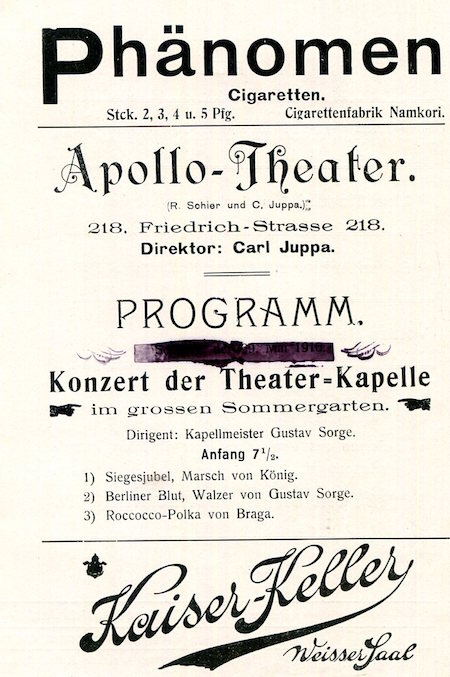 Phänomen
Cigaretten.
Stck. 2, 3, 4 u. 5 Pfg. Cigarettenfabrik Namkori.
Apollo-Theater.
(R. Schier und C. Juppa.)
218, Friedrich-Strasse 218.
Direktor: Carl Juppa.
PROGRAMM.
Konzert der Theater-Kapelle
im grossen Sommergarten.
Dirigent: Kapellmeister Gustav Sorge.
Anfang 7 1/2.
1) Siegesjubel, Marsch von König.
2) Berliner Blut, Walzer von Gustav Sorge.
3) Roccocco-Polka von Braga.
Kaiser-Keller
Weisser Saal